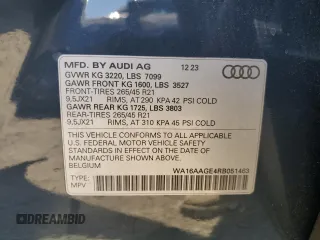 MFD. BY AUDI AG 12 23
GVWR KG 3220, LBS 7099
GAWR FRONT KG 1600, LBS 3527
FRONT-TIRES 265/45 R21
9.5JX21 RIMS, AT 290 KPA 42 PSI COLD
GAWR REAR KG 1725, LBS 3803
REAR-TIRES 265/45 R21
9.5JX21 RIMS, AT 310 KPA 45 PSI COLD
THIS VEHICLE CONFORMS TO ALL APPLICABLE
U.S. FEDERAL MOTOR VEHICLE SAFETY STANDARDS
IN EFFECT ON THE DATE OF MANUFACTURE SHOWN ABOVE.
BELGIUM
WA16AAGE4RB051463
TYPE:
MPV
DREAMBID